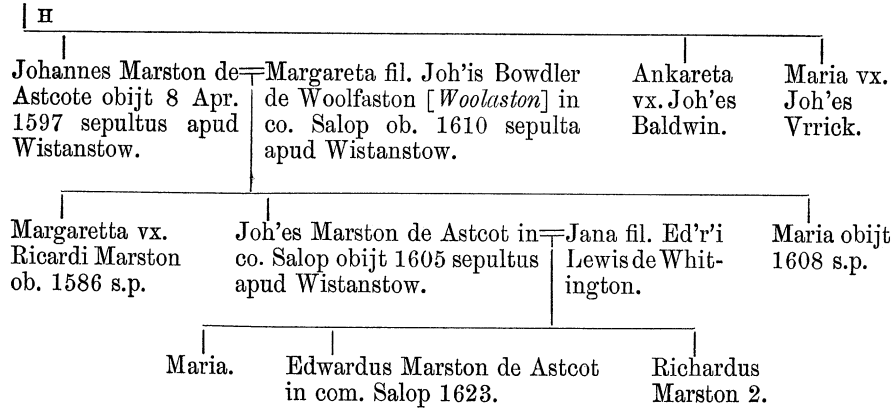 H
Johannes Marston de
Astcote obijt 8 Apr.
1597 sepultus apud
Wistanstow.
Margareta fil. Joh'is Bowdler
de Woolfaston [Woolaston] in
co. Salop ob. 1610 sepulta
apud Wistanstow.
Ankareta
vx. Joh'es
Baldwin.
Maria vx.
Joh'es
Vrrick.
Margaretta vx.
Ricardi Marston
ob. 1586 s.p.
Joh'es Marston de Astcot in
co. Salop obijt 1605 sepultus
apud Wistanstow.
Jana fil. Ed'r'i
Lewis de Whit-
ington.
Maria obijt
1608 s.p.
Maria.
Edwardus Marston de Astcot
in com. Salop 1623.
Richardus
Marston 2.